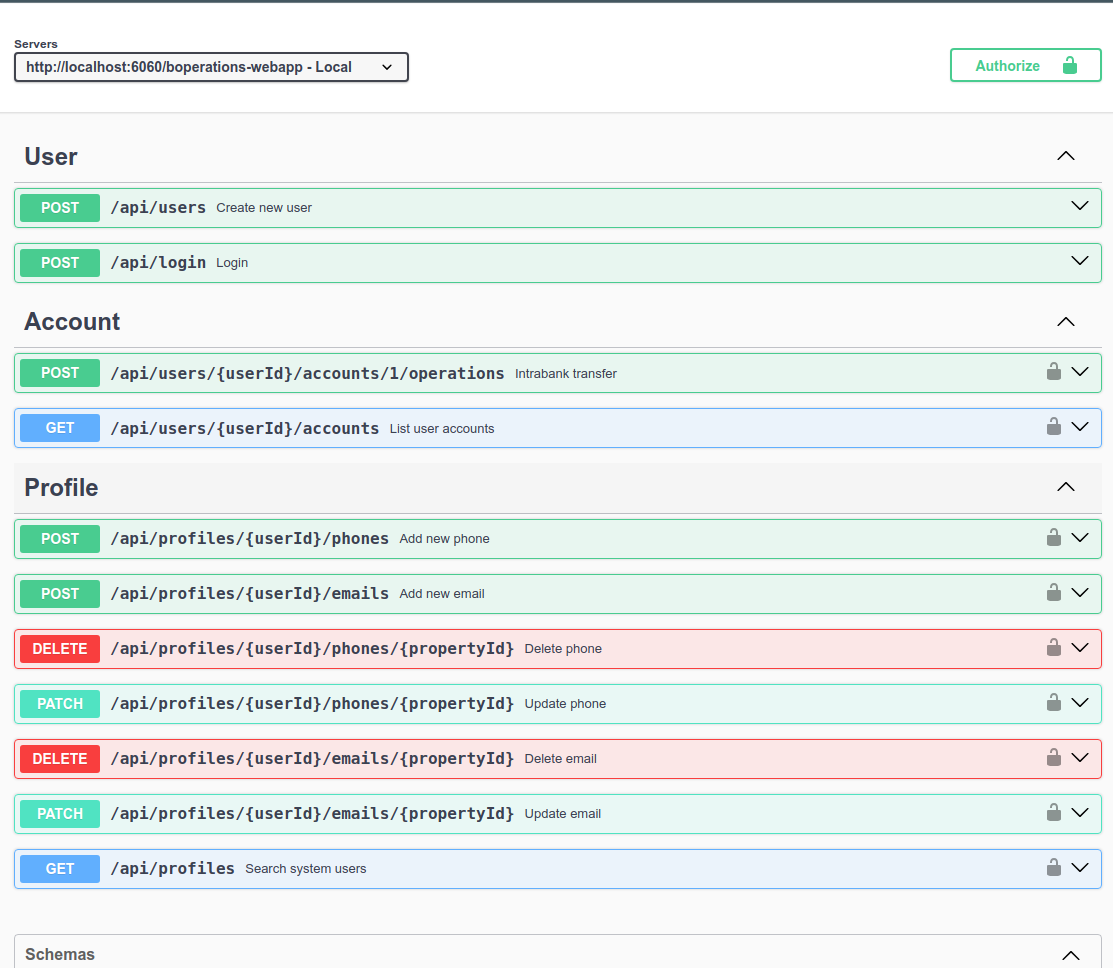 Servers
http://localhost:6060/boperations-webapp - Local
Authorize
User
POST /api/users Create new user
POST /api/login Login
Account
POST /api/users/{userId}/accounts/1/operations Intrabank transfer
GET /api/users/{userId}/accounts List user accounts
Profile
POST /api/profiles/{userId}/phones Add new phone
POST /api/profiles/{userId}/emails Add new email
DELETE /api/profiles/{userId}/phones/{propertyId} Delete phone
PATCH /api/profiles/{userId}/phones/{propertyId} Update phone
DELETE /api/profiles/{userId}/emails/{propertyId} Delete email
PATCH /api/profiles/{userId}/emails/{propertyId} Update email
GET /api/profiles Search system users
Schemas